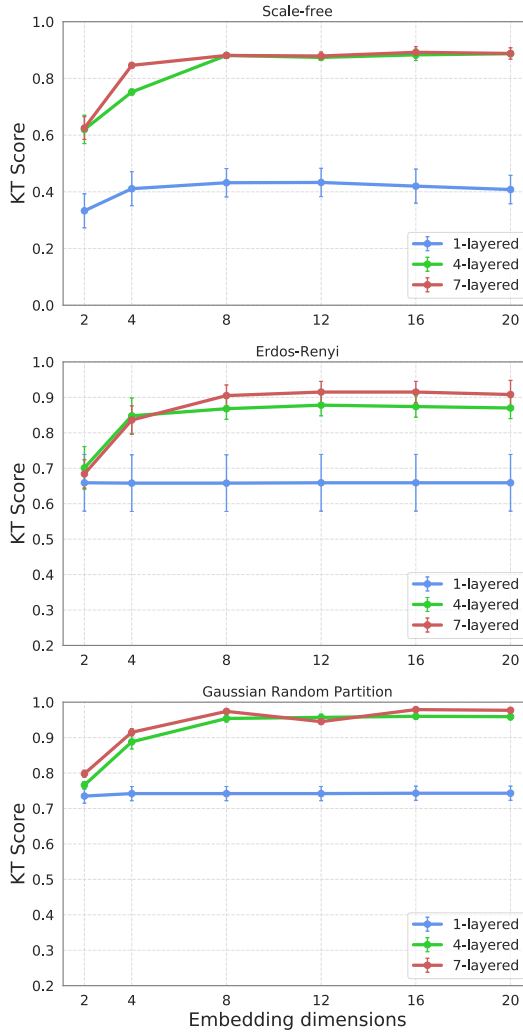 Scale-free
1.0
0.8
0.6
0.4
0.2
0.0
KT Score
2 4 8 12 16 20
1-layered
4-layered
7-layered
Erdos-Renyi
1.0
0.9
0.8
0.7
0.6
0.5
0.4
0.3
0.2
KT Score
2 4 8 12 16 20
1-layered
4-layered
7-layered
Gaussian Random Partition
1.0
0.9
0.8
0.7
0.6
0.5
0.4
0.3
0.2
KT Score
2 4 8 12 16 20
1-layered
4-layered
7-layered
Embedding dimensions